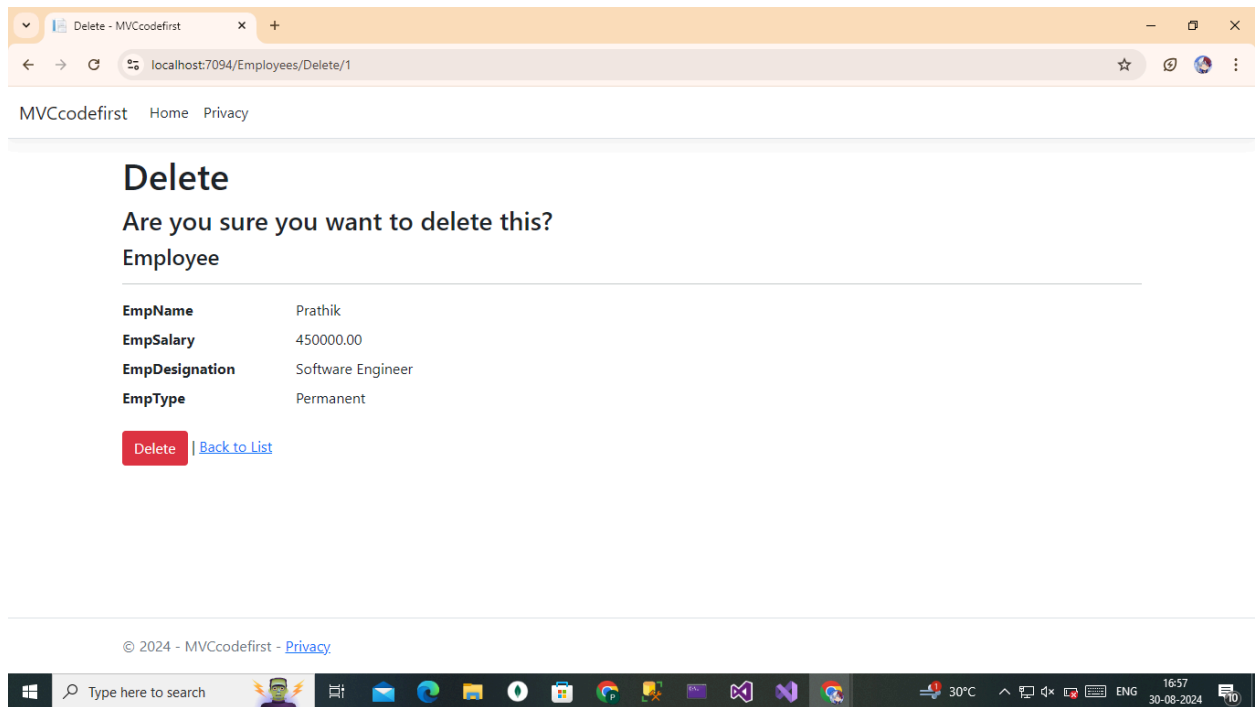 Delete - MVCcodefirst
localhost:7094/Employees/Delete/1
MVCcodefirst Home Privacy
Delete
Are you sure you want to delete this?
Employee
EmpName Prathik
EmpSalary 450000.00
EmpDesignation Software Engineer
EmpType Permanent
Delete | Back to List
© 2024 - MVCcodefirst - Privacy
Type here to search 30°C ENG 16:57
30-08-2024